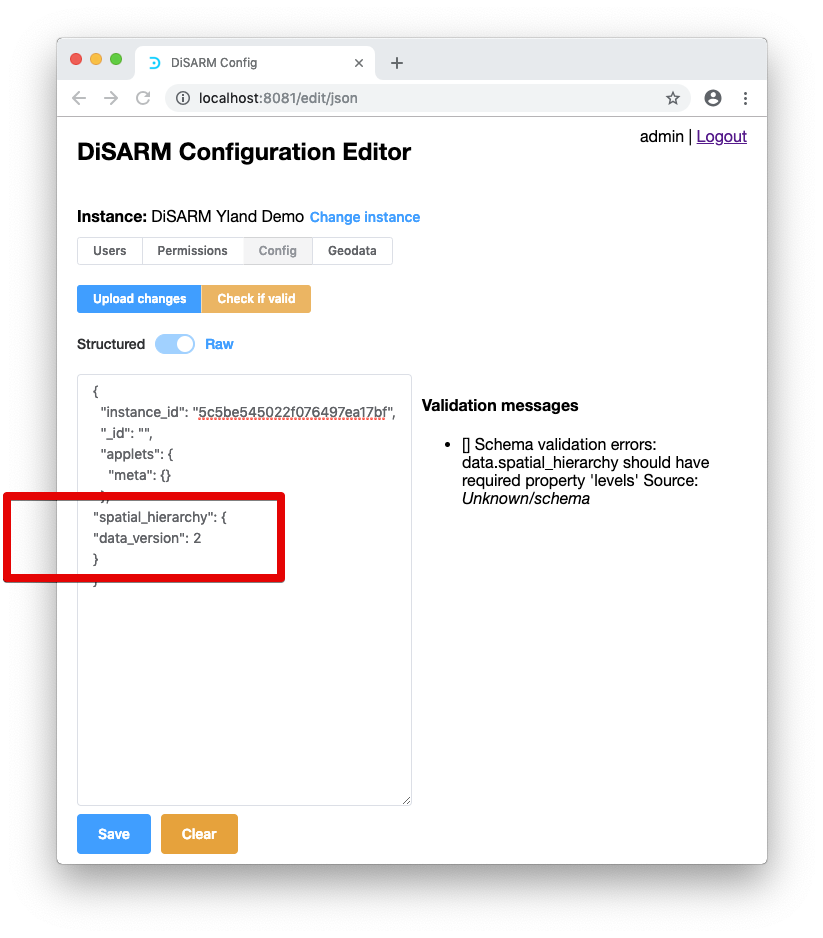 DiSARM Config
localhost:8081/edit/json
admin | Logout
DiSARM Configuration Editor
Instance: DiSARM Yland Demo Change instance
Users Permissions Config Geodata
Upload changes Check if valid
Structured Raw
{
"instance_id": "5c5be545022f076497ea17bf",
"_id": "",
"applets": {
"meta": {}
},
"spatial_hierarchy": {
"data_version": 2
}
}
Validation messages
• [] Schema validation errors:
data.spatial_hierarchy should have
required property 'levels' Source:
Unknown/schema
Save Clear